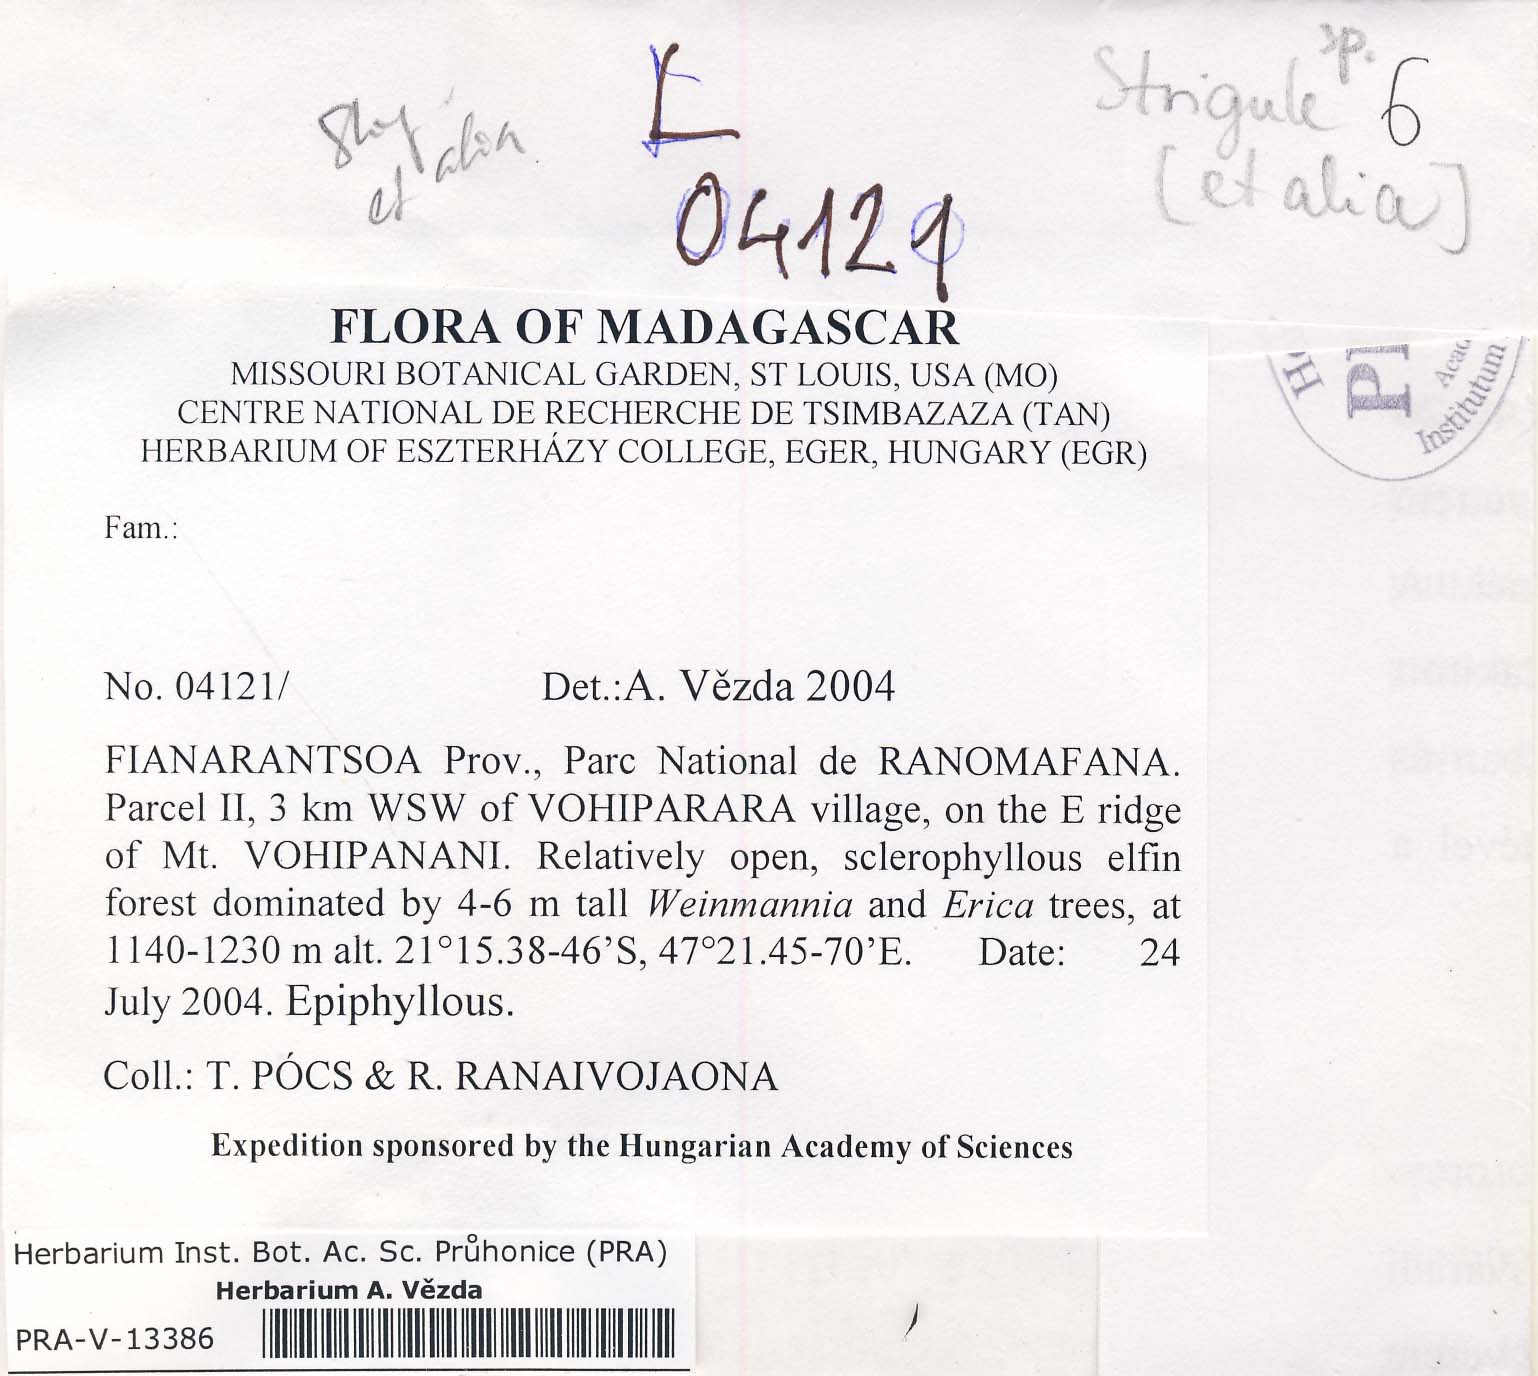 Strigula sp. 6
[et alia]
et alia
L
04121
FLORA OF MADAGASCAR
MISSOURI BOTANICAL GARDEN, ST LOUIS, USA (MO)
CENTRE NATIONAL DE RECHERCHE DE TSIMBAZAZA (TAN)
HERBARIUM OF ESZTERHÁZY COLLEGE, EGER, HUNGARY (EGR)
Institutum
Fam.:
No. 04121/ Det.:A. Vězda 2004
FIANARANTSOA Prov., Parc National de RANOMAFANA.
Parcel II, 3 km WSW of VOHIPARARA village, on the E ridge
of Mt. VOHIPANANI. Relatively open, sclerophyllous elfin
forest dominated by 4-6 m tall Weinmannia and Erica trees, at
1140-1230 m alt. 21°15.38-46’S, 47°21.45-70’E. Date: 24
July 2004. Epiphyllous.
Coll.: T. PÓCS & R. RANAIVOJAONA
Expedition sponsored by the Hungarian Academy of Sciences
Herbarium Inst. Bot. Ac. Sc. Průhonice (PRA)
Herbarium A. Vězda
PRA-V-13386